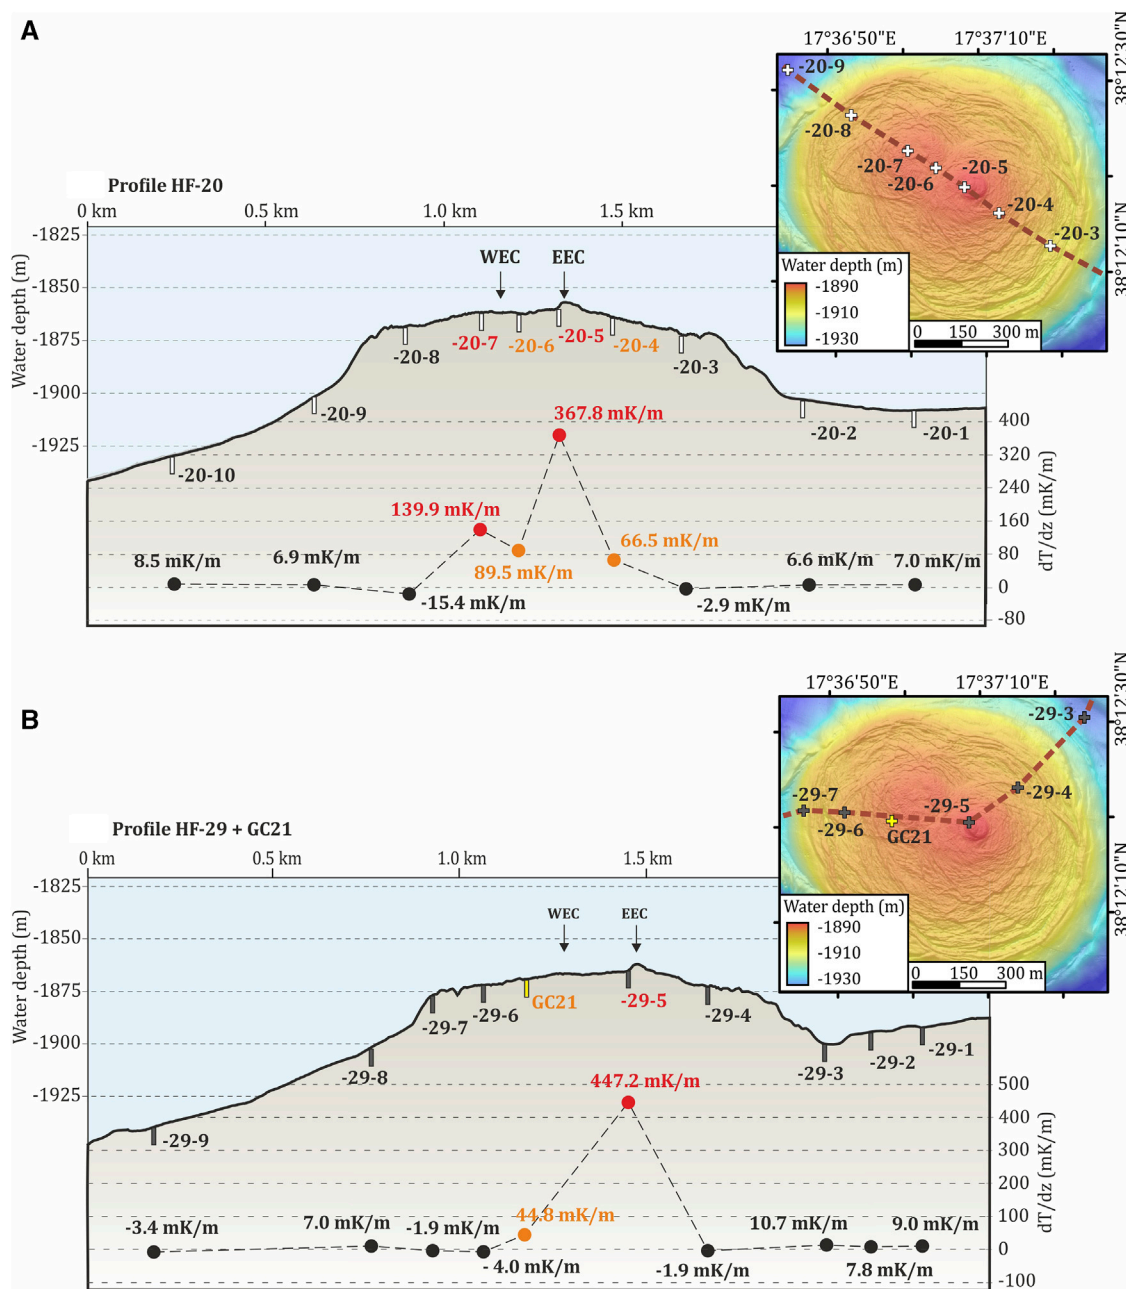 A
17°36'50"E 17°37'10"E
38°12'30"N
-20-9
-20-8
-20-7
-20-6
-20-5
-20-4
-20-3
38°12'10"N
Water depth (m)
-1890
-1910
-1930
0 150 300 m
Profile HF-20
0 km 0.5 km 1.0 km 1.5 km
Water depth (m)
-1825
-1850
-1875
-1900
-1925
WEC EEC
-20-10
-20-9
-20-8
-20-7
-20-6
-20-5
-20-4
-20-3
-20-2
-20-1
400
320
240
160
80
0
-80
dT/dz (mK/m)
8.5 mK/m
6.9 mK/m
-15.4 mK/m
139.9 mK/m
89.5 mK/m
367.8 mK/m
66.5 mK/m
-2.9 mK/m
6.6 mK/m
7.0 mK/m
B
17°36'50"E 17°37'10"E
38°12'30"N
-29-3
-29-4
-29-5
-29-7
-29-6
GC21
38°12'10"N
Water depth (m)
-1890
-1910
-1930
0 150 300 m
Profile HF-29 + GC21
0 km 0.5 km 1.0 km 1.5 km
Water depth (m)
-1825
-1850
-1875
-1900
-1925
WEC EEC
-29-9
-29-8
-29-7
-29-6
GC21
-29-5
-29-4
-29-3
-29-2
-29-1
500
400
300
200
100
0
-100
dT/dz (mK/m)
-3.4 mK/m
7.0 mK/m
-1.9 mK/m
- 4.0 mK/m
44.8 mK/m
447.2 mK/m
-1.9 mK/m
10.7 mK/m
7.8 mK/m
9.0 mK/m